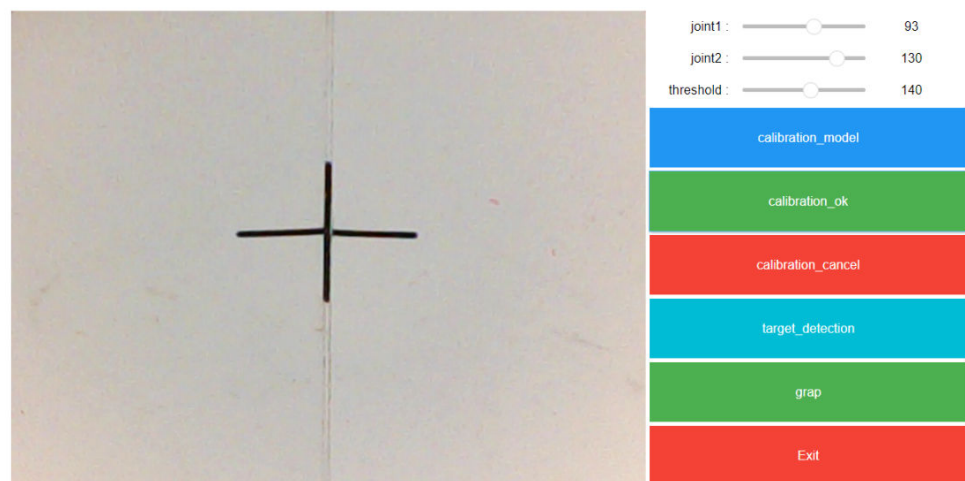 joint1 : 93
joint2 : 130
threshold : 140
calibration_model
calibration_ok
calibration_cancel
target_detection
grap
Exit